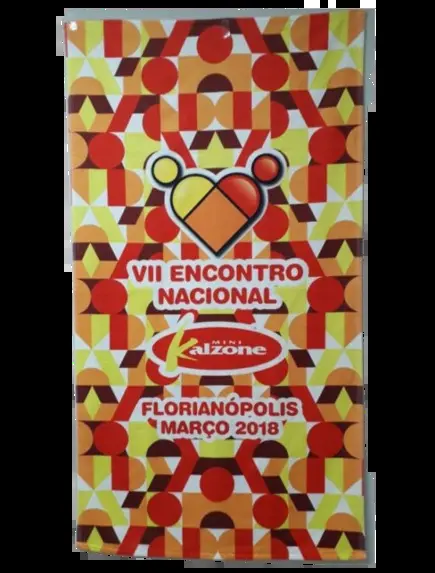 VII ENCONTRO
NACIONAL
MINI
Kalzone
FLORIANÓPOLIS
MARÇO 2018